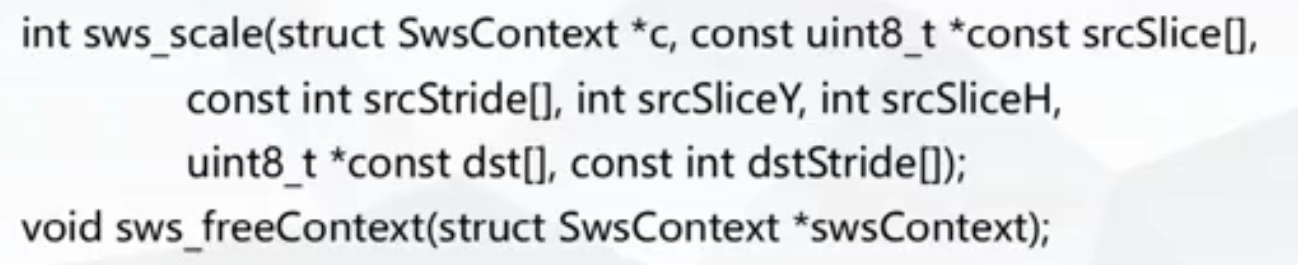 int sws_scale(struct SwsContext *c, const uint8_t *const srcSlice[],
const int srcStride[], int srcSliceY, int srcSliceH,
uint8_t *const dst[], const int dstStride[]);
void sws_freeContext(struct SwsContext *swsContext);